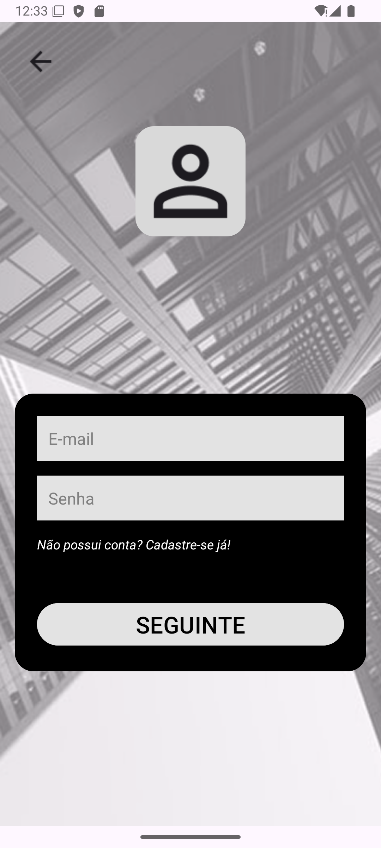 12:33
E-mail
Senha
Não possui conta? Cadastre-se já!
SEGUINTE